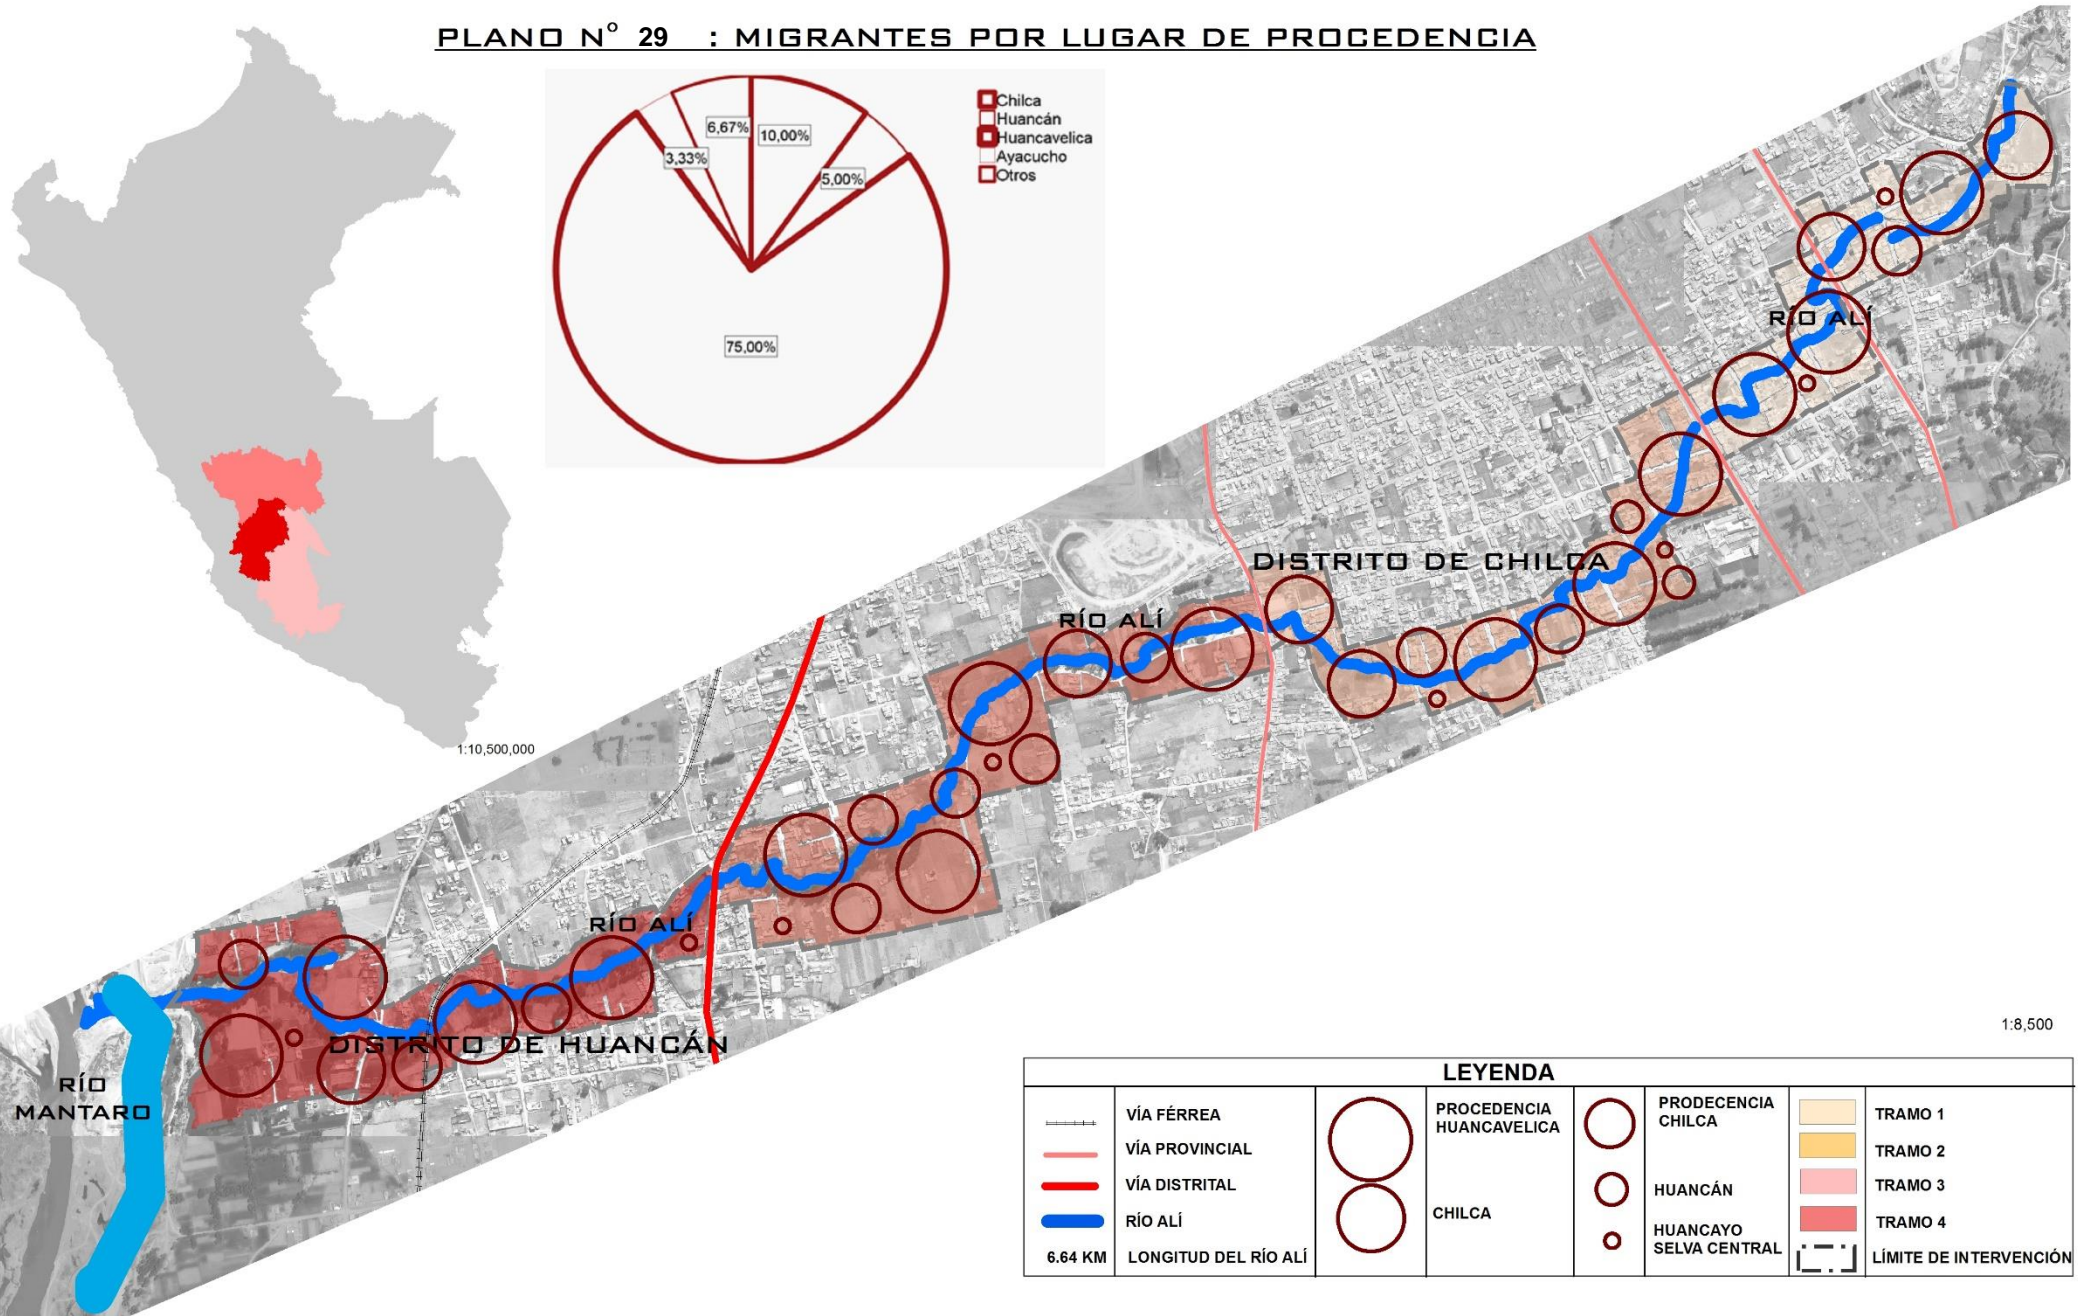 PLANO N° 29 : MIGRANTES POR LUGAR DE PROCEDENCIA
6,67%
10,00%
3,33%
5,00%
75,00%
Chilca
Huancán
Huancavelica
Ayacucho
Otros
1:10,500,000
RÍO ALÍ
DISTRITO DE CHILCA
RÍO ALÍ
RÍO ALÍ
DISTRITO DE HUANCÁN
RÍO
MANTARO
1:8,500
LEYENDA
VÍA FÉRREA
VÍA PROVINCIAL
VÍA DISTRITAL
RÍO ALÍ
6.64 KM LONGITUD DEL RÍO ALÍ
PROCEDENCIA
HUANCAVELICA
CHILCA
PRODECENCIA
CHILCA
HUANCÁN
HUANCAYO
SELVA CENTRAL
TRAMO 1
TRAMO 2
TRAMO 3
TRAMO 4
LÍMITE DE INTERVENCIÓN